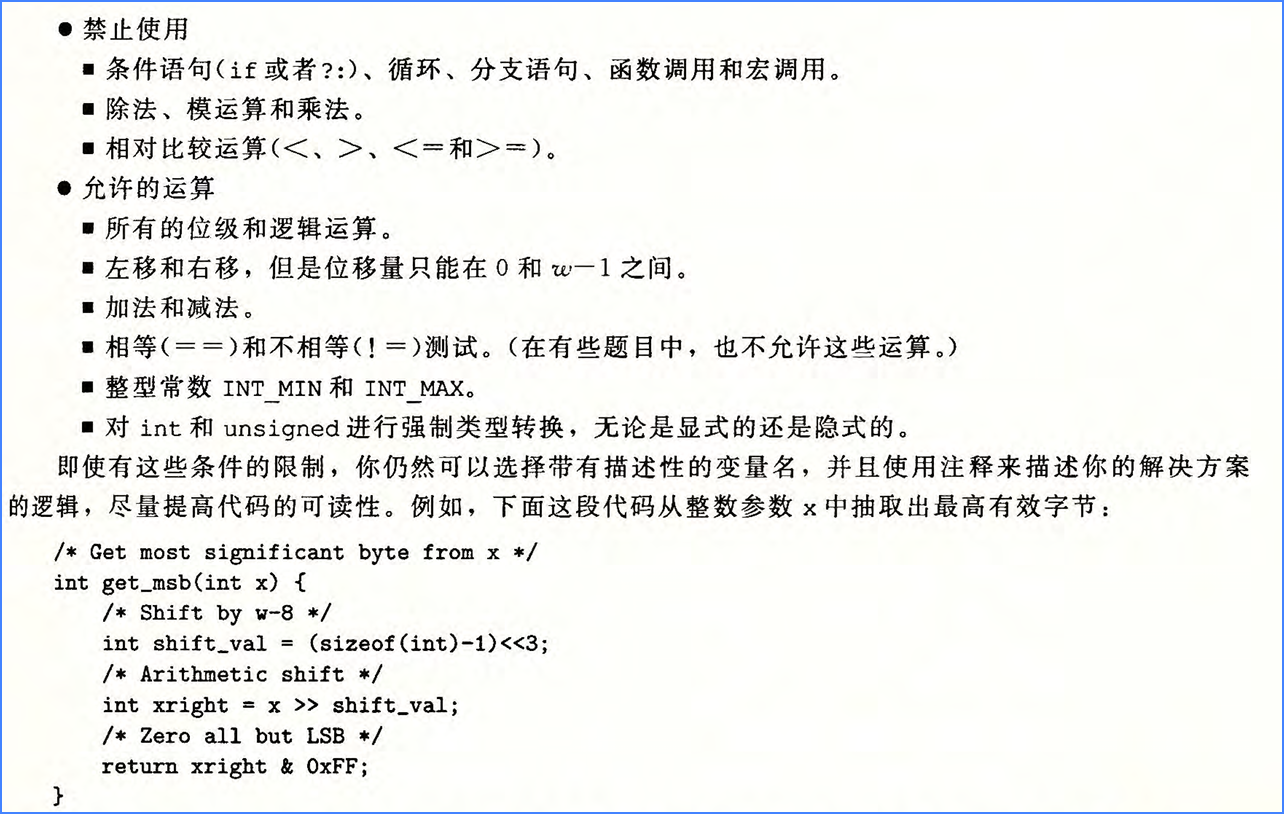 ● 禁止使用
■ 条件语句(if 或者?:)、循环、分支语句、函数调用和宏调用。
■ 除法、模运算和乘法。
■ 相对比较运算(<、>、<=和>=)。
● 允许的运算
■ 所有的位级和逻辑运算。
■ 左移和右移，但是位移量只能在 0 和 w-1 之间。
■ 加法和减法。
■ 相等(==)和不相等(!=)测试。(在有些题目中，也不允许这些运算。)
■ 整型常数 INT_MIN 和 INT_MAX。
■ 对 int 和 unsigned 进行强制类型转换，无论是显式的还是隐式的。
即使有这些条件的限制，你仍然可以选择带有描述性的变量名，并且使用注释来描述你的解决方案
的逻辑，尽量提高代码的可读性。例如，下面这段代码从整数参数 x 中抽取出最高有效字节：
/* Get most significant byte from x */
int get_msb(int x) {
    /* Shift by w-8 */
    int shift_val = (sizeof(int)-1)<<3;
    /* Arithmetic shift */
    int xright = x >> shift_val;
    /* Zero all but LSB */
    return xright & 0xFF;
}